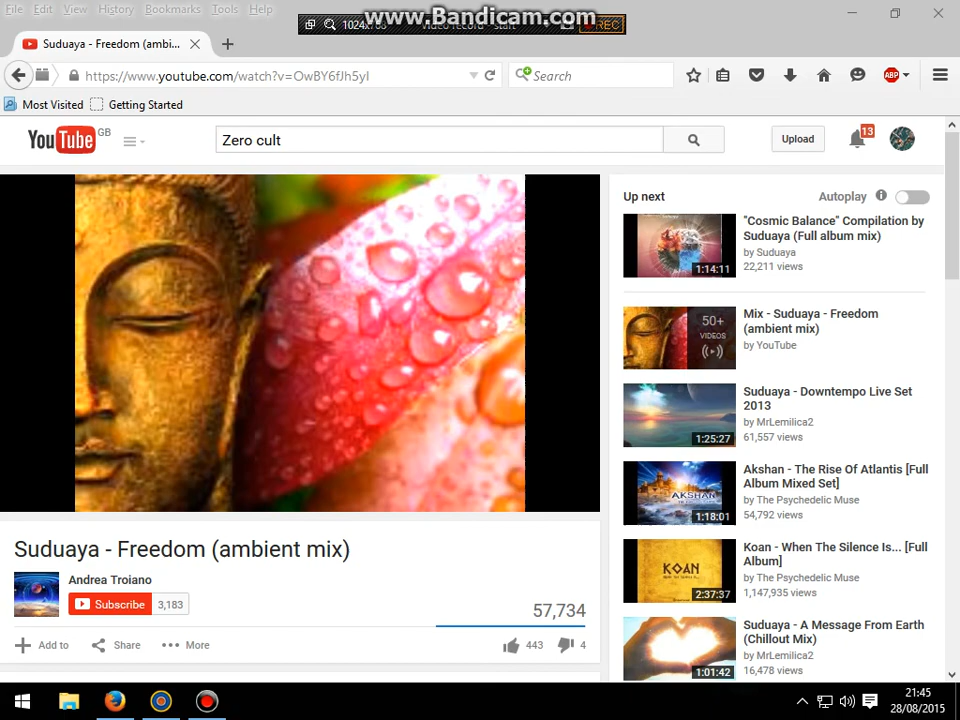 File Edit View History Bookmarks Tools Help
www.Bandicam.com
1024x768
REC
Suduaya - Freedom (ambi...
https://www.youtube.com/watch?v=OwBY6fJh5yI
Search
ABP
Most Visited Getting Started
YouTube GB
Zero cult
Upload
13
Up next
Autoplay
"Cosmic Balance" Compilation by
Suduaya (Full album mix)
by Suduaya
22,211 views
1:14:11
Mix - Suduaya - Freedom
(ambient mix)
by YouTube
50+
VIDEOS
Suduaya - Downtempo Live Set
2013
by MrLemilica2
61,557 views
1:25:27
Akshan - The Rise Of Atlantis [Full
Album Mixed Set]
by The Psychedelic Muse
54,792 views
AKSHAN
1:18:01
Koan - When The Silence Is... [Full
Album]
by The Psychedelic Muse
1,147,935 views
KOAN
2:37:37
Suduaya - A Message From Earth
(Chillout Mix)
by MrLemilica2
16,478 views
1:01:42
Suduaya - Freedom (ambient mix)
Andrea Troiano
Subscribe 3,183
57,734
Add to Share More
443 4
21:45
28/08/2015